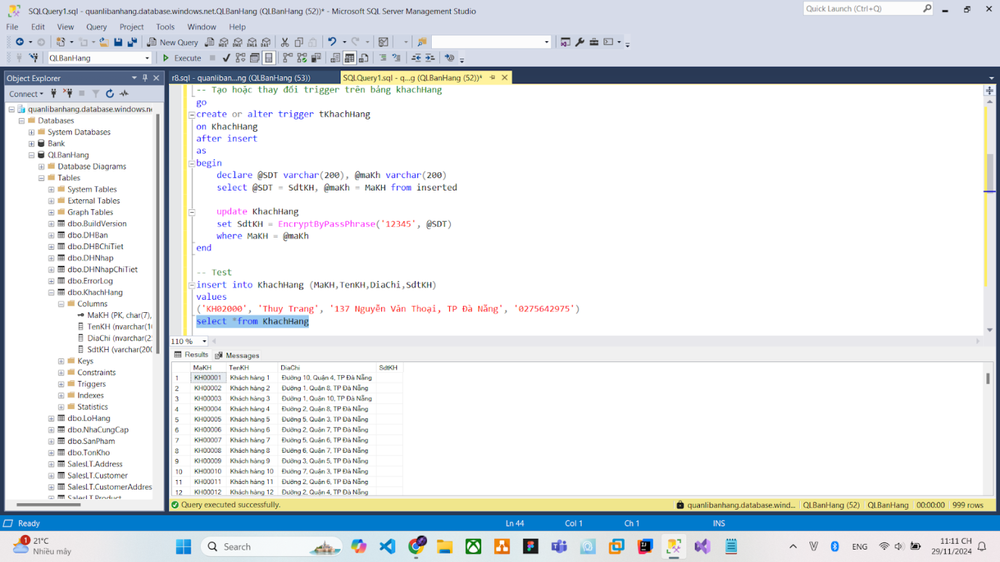 SQLQuery1.sql - quanlibanhang.database.windows.net.QLBanHang (QLBanHang (52))* - Microsoft SQL Server Management Studio
Quick Launch (Ctrl+Q)
File Edit View Query Project Tools Window Help
New Query
QLBanHang Execute
Object Explorer
r8.sql - quanliban...ng (QLBanHang (53)) SQLQuery1.sql - q...g (QLBanHang (52))*
Connect
quanlibanhang.database.windows.ne
Databases
System Databases
Bank
QLBanHang
Database Diagrams
Tables
System Tables
External Tables
Graph Tables
dbo.BuildVersion
dbo.DHBan
dbo.DHBChiTiet
dbo.DHNhap
dbo.DHNhapChiTiet
dbo.ErrorLog
dbo.KhachHang
Columns
MaKH (PK, char(7),
TenKH (nvarchar(10
DiaChi (nvarchar(2
SdtKH (varchar(200
Keys
Constraints
Triggers
Indexes
Statistics
dbo.LoHang
dbo.NhaCungCap
dbo.SanPham
dbo.TonKho
SalesLT.Address
SalesLT.Customer
SalesLT.CustomerAddres
SalesLT.Product
-- Tạo hoặc thay đổi trigger trên bảng khachHang
go
create or alter trigger tKhachHang
on KhachHang
after insert
as
begin
declare @SDT varchar(200), @maKh varchar(200)
select @SDT = SdtKH, @maKh = MaKH from inserted
update KhachHang
set SdtKH = EncryptByPassPhrase('12345', @SDT)
where MaKH = @maKh
end
-- Test
insert into KhachHang (MaKH,TenKH,DiaChi,SdtKH)
values
('KH02000', 'Thuy Trang', '137 Nguyễn Văn Thoại, TP Đà Nẵng', '0275642975')
select *from KhachHang
110 %
Results Messages
MaKH TenKH DiaChi SdtKH
1 KH00001 Khách hàng 1 Đường 10, Quận 4, TP Đà Nẵng
2 KH00002 Khách hàng 2 Đường 1, Quận 8, TP Đà Nẵng
3 KH00003 Khách hàng 3 Đường 1, Quận 10, TP Đà Nẵng
4 KH00004 Khách hàng 4 Đường 2, Quận 8, TP Đà Nẵng
5 KH00005 Khách hàng 5 Đường 5, Quận 3, TP Đà Nẵng
6 KH00006 Khách hàng 6 Đường 2, Quận 7, TP Đà Nẵng
7 KH00007 Khách hàng 7 Đường 5, Quận 6, TP Đà Nẵng
8 KH00008 Khách hàng 8 Đường 6, Quận 7, TP Đà Nẵng
9 KH00009 Khách hàng 9 Đường 3, Quận 5, TP Đà Nẵng
10 KH00010 Khách hàng 10 Đường 7, Quận 3, TP Đà Nẵng
11 KH00011 Khách hàng 11 Đường 2, Quận 6, TP Đà Nẵng
12 KH00012 Khách hàng 12 Đường 2, Quận 4, TP Đà Nẵng
Query executed successfully. quanlibanhang.database.wind... QLBanHang (52) QLBanHang 00:00:00 999 rows
Ready Ln 44 Col 1 Ch 1 INS
1
21°C
Nhiều mây
Search
ENG
11:11 CH
29/11/2024